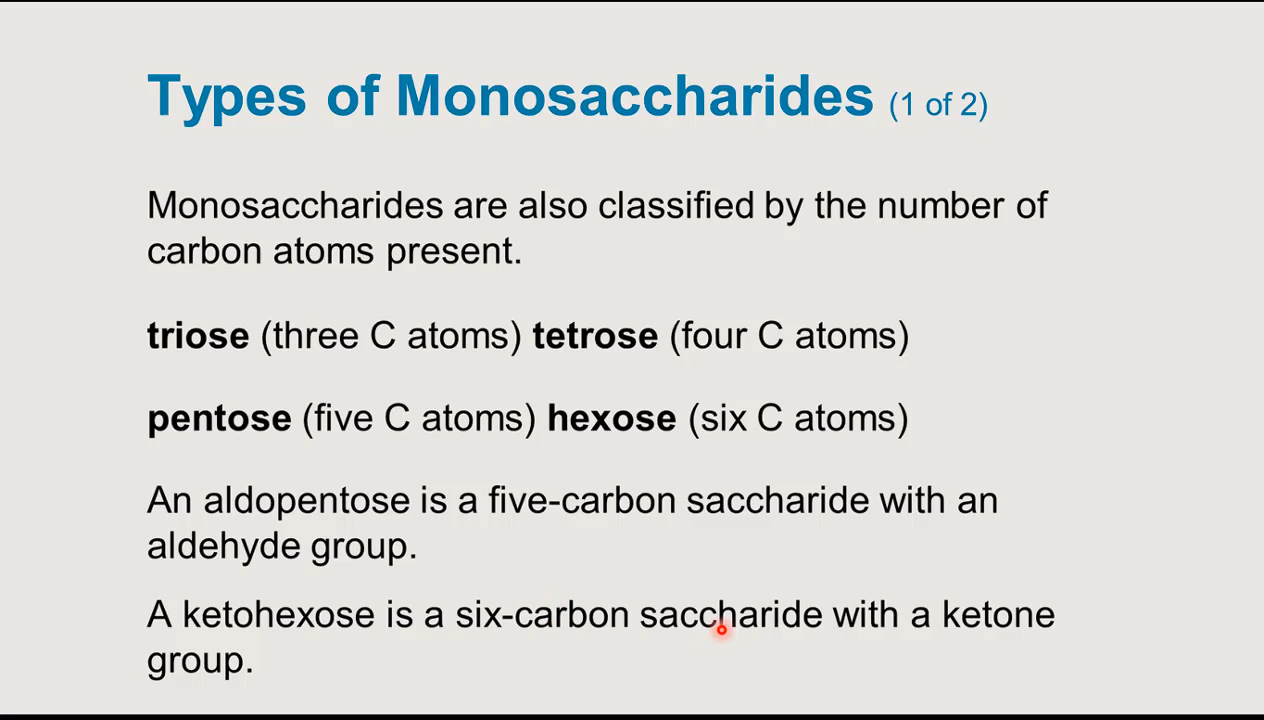 Types of Monosaccharides (1 of 2)
Monosaccharides are also classified by the number of
carbon atoms present.
triose (three C atoms) tetrose (four C atoms)
pentose (five C atoms) hexose (six C atoms)
An aldopentose is a five-carbon saccharide with an
aldehyde group.
A ketohexose is a six-carbon saccharide with a ketone
group.